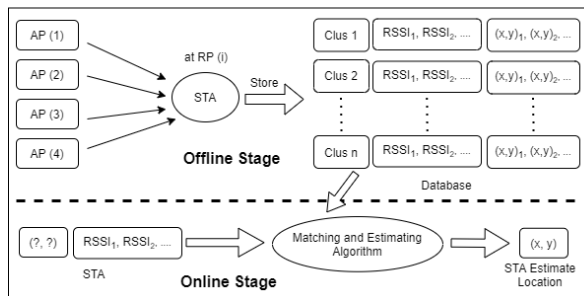 AP (1)
AP (2)
AP (3)
AP (4)
at RP (i)
STA
Store
Offline Stage
Clus 1
RSSI₁, RSSI₂, ....
(x,y)₁, (x,y)₂, ...
Clus 2
RSSI₁, RSSI₂, ....
(x,y)₁, (x,y)₂, ...
Clus n
RSSI₁, RSSI₂, ....
(x,y)₁, (x,y)₂, ...
Database
(?, ?)
RSSI₁, RSSI₂, ....
STA
Online Stage
Matching and Estimating
Algorithm
(x, y)
STA Estimate
Location